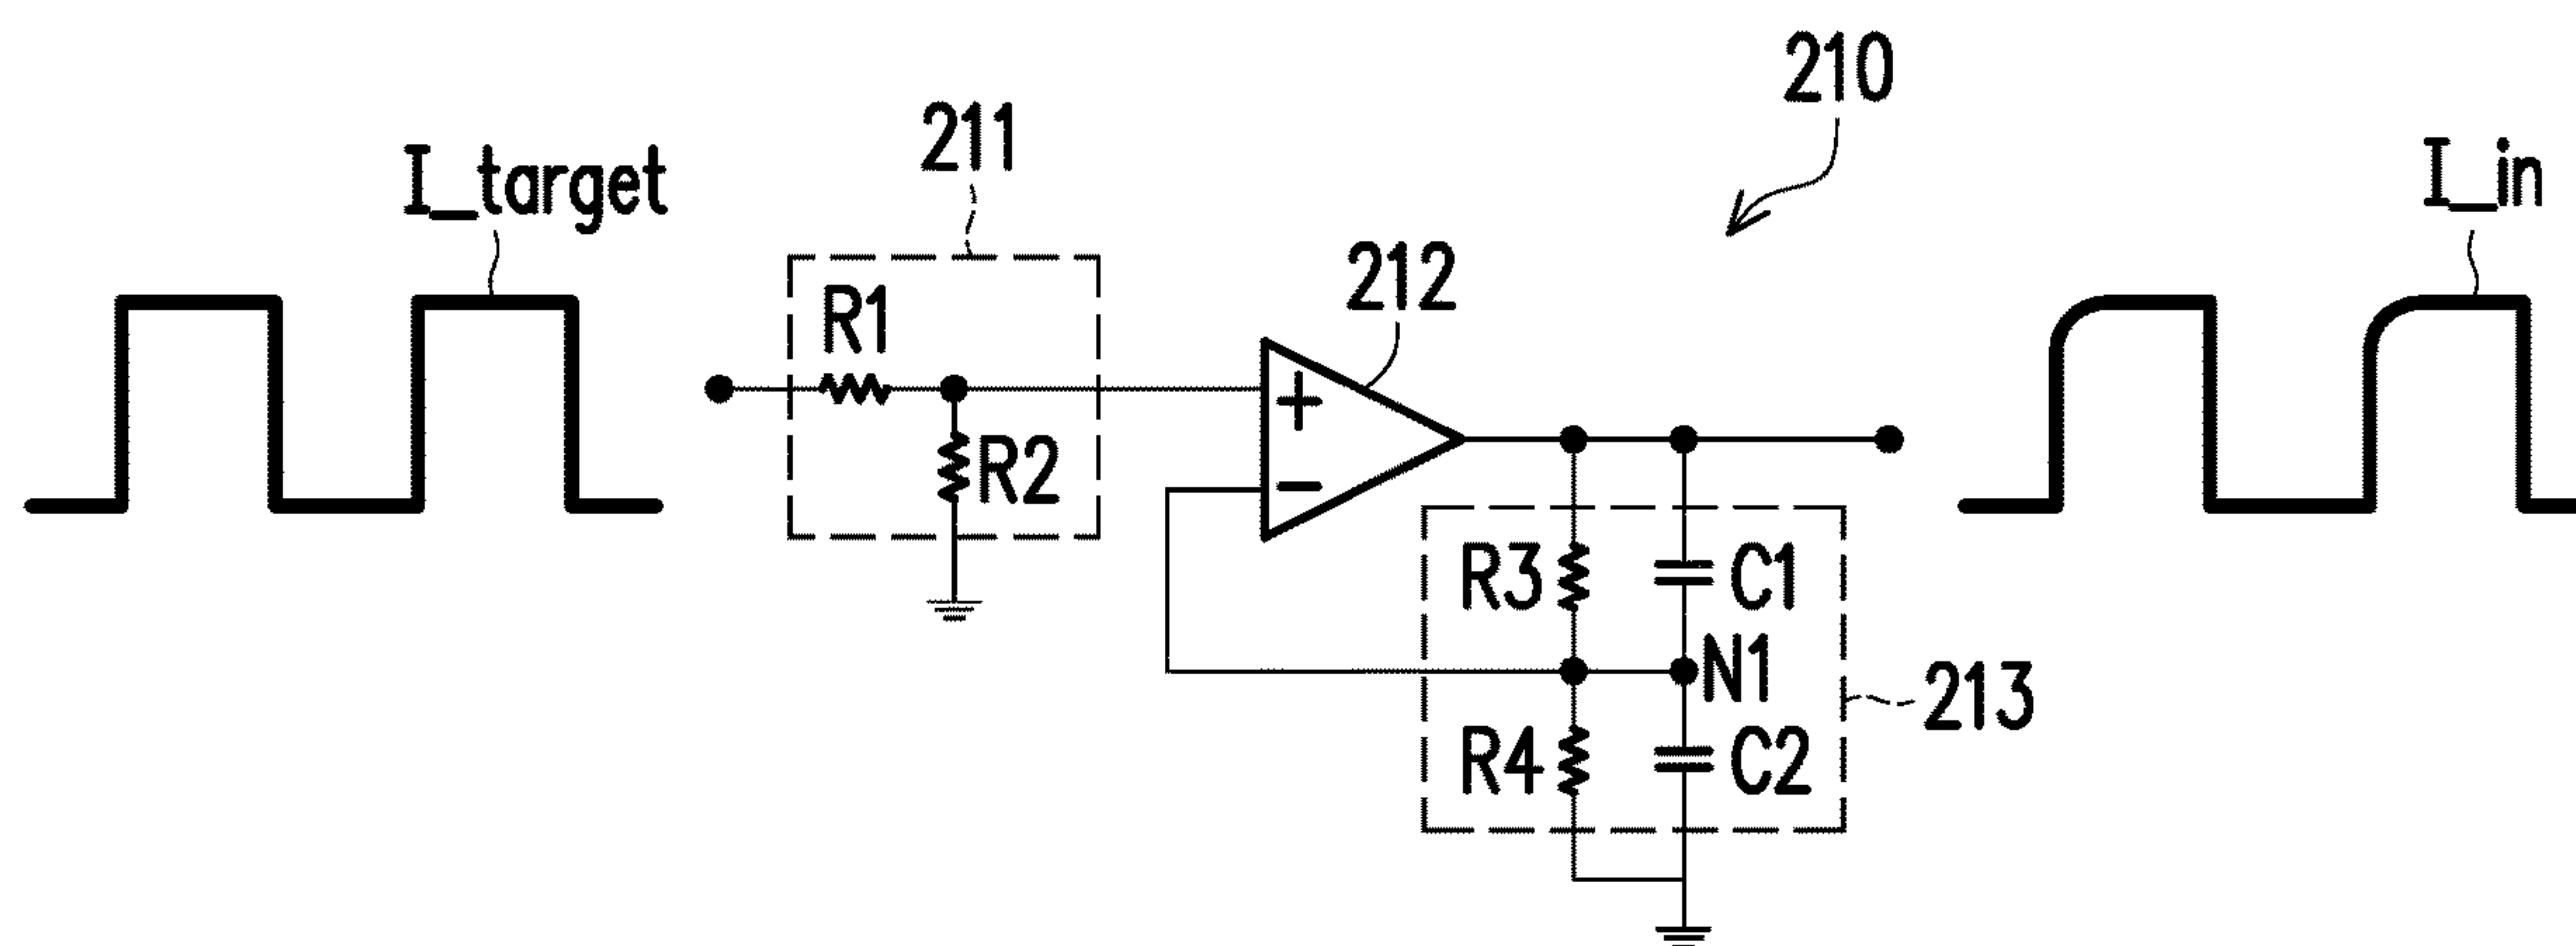 210
211
I_target
I_in
212
R1
+
R2
−
R3
C1
N1
213
R4
C2